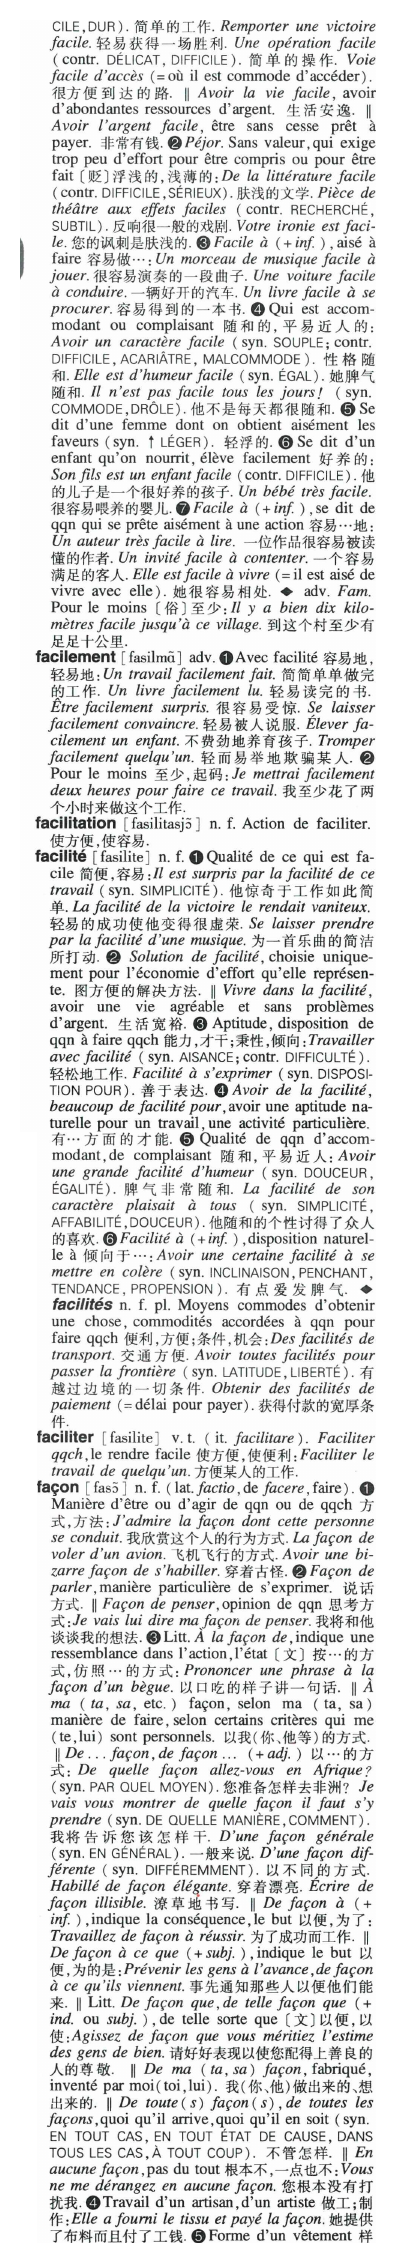 CILE, DUR). 简单的工作. Remporter une victoire
facile. 轻易获得一场胜利. Une opération facile
(contr. DÉLICAT, DIFFICILE). 简单的操作. Voie
facile d'accès (=où il est commode d'accéder).
很方便到达的路. ‖ Avoir la vie facile, avoir
d'abondantes ressources d'argent. 生活安逸. ‖
Avoir l'argent facile, être sans cesse prêt à
payer. 非常有钱. ❷ Péjor. Sans valeur, qui exige
trop peu d'effort pour être compris ou pour être
fait〔贬〕浮浅的, 浅薄的: De la littérature facile
(contr. DIFFICILE, SÉRIEUX). 肤浅的文学. Pièce de
théâtre aux effets faciles (contr. RECHERCHÉ,
SUBTIL). 反响很一般的戏剧. Votre ironie est faci-
le. 您的讽刺是肤浅的. ❸ Facile à (+inf.), aisé à
faire 容易做…: Un morceau de musique facile à
jouer. 很容易演奏的一段曲子. Une voiture facile
à conduire. 一辆好开的汽车. Un livre facile à se
procurer. 容易得到的一本书. ❹ Qui est accom-
modant ou complaisant 随和的, 平易近人的:
Avoir un caractère facile (syn. SOUPLE; contr.
DIFFICILE, ACARIÂTRE, MALCOMMODE). 性格随
和. Elle est d'humeur facile (syn. ÉGAL). 她脾气
随和. Il n'est pas facile tous les jours! (syn.
COMMODE, DRÔLE). 他不是每天都很随和. ❺ Se
dit d'une femme dont on obtient aisément les
faveurs (syn. ↑ LÉGER). 轻浮的. ❻ Se dit d'un
enfant qu'on nourrit, élève facilement 好养的:
Son fils est un enfant facile (contr. DIFFICILE). 他
的儿子是一个很好养的孩子. Un bébé très facile.
很容易喂养的婴儿. ❼ Facile à (+inf.), se dit de
qqn qui se prête aisément à une action 容易…地:
Un auteur très facile à lire. 一位作品很容易被读
懂的作者. Un invité facile à contenter. 一个容易
满足的客人. Elle est facile à vivre (=il est aisé de
vivre avec elle). 她很容易相处. ◆ adv. Fam.
Pour le moins〔俗〕至少: Il y a bien dix kilo-
mètres facile jusqu'à ce village. 到这个村至少有
足足十公里.
facilement [fasilmɑ̃] adv. ❶ Avec facilité 容易地,
轻易地: Un travail facilement fait. 简简单单做完
的工作. Un livre facilement lu. 轻易读完的书.
Être facilement surpris. 很容易受惊. Se laisser
facilement convaincre. 轻易被人说服. Élever fa-
cilement un enfant. 不费劲地养育孩子. Tromper
facilement quelqu'un. 轻而易举地欺骗某人. ❷
Pour le moins 至少, 起码: Je mettrai facilement
deux heures pour faire ce travail. 我至少花了两
个小时来做这个工作.
facilitation [fasilitasjɔ̃] n. f. Action de faciliter.
使方便, 使容易.
facilité [fasilite] n. f. ❶ Qualité de ce qui est fa-
cile 简便, 容易: Il est surpris par la facilité de ce
travail (syn. SIMPLICITÉ). 他惊奇于工作如此简
单. La facilité de la victoire le rendait vaniteux.
轻易的成功使他变得很虚荣. Se laisser prendre
par la facilité d'une musique. 为一首乐曲的简洁
所打动. ❷ Solution de facilité, choisie unique-
ment pour l'économie d'effort qu'elle représen-
te. 图方便的解决方法. ‖ Vivre dans la facilité,
avoir une vie agréable et sans problèmes
d'argent. 生活宽裕. ❸ Aptitude, disposition de
qqn à faire qqch 能力, 才干; 秉性, 倾向: Travailler
avec facilité (syn. AISANCE; contr. DIFFICULTÉ).
轻松地工作. Facilité à s'exprimer (syn. DISPOSI-
TION POUR). 善于表达. ❹ Avoir de la facilité,
beaucoup de facilité pour, avoir une aptitude na-
turelle pour un travail, une activité particulière.
有…方面的才能. ❺ Qualité de qqn d'accom-
modant, de complaisant 随和, 平易近人: Avoir
une grande facilité d'humeur (syn. DOUCEUR,
ÉGALITÉ). 脾气非常随和. La facilité de son
caractère plaisait à tous (syn. SIMPLICITÉ,
AFFABILITÉ, DOUCEUR). 他随和的个性讨得了众人
的喜欢. ❻ Facilité à (+inf.), disposition naturel-
le à 倾向于…: Avoir une certaine facilité à se
mettre en colère (syn. INCLINAISON, PENCHANT,
TENDANCE, PROPENSION). 有点爱发脾气. ◆
facilités n. f. pl. Moyens commodes d'obtenir
une chose, commodités accordées à qqn pour
faire qqch 便利, 方便; 条件, 机会: Des facilités de
transport. 交通方便. Avoir toutes facilités pour
passer la frontière (syn. LATITUDE, LIBERTÉ). 有
越过边境的一切条件. Obtenir des facilités de
paiement (=délai pour payer). 获得付款的宽厚条
件.
faciliter [fasilite] v. t. (it. facilitare). Faciliter
qqch, le rendre facile 使方便, 使便利: Faciliter le
travail de quelqu'un. 方便某人的工作.
façon [fasɔ̃] n. f. (lat. factio, de facere, faire). ❶
Manière d'être ou d'agir de qqn ou de qqch 方
式, 方法: J'admire la façon dont cette personne
se conduit. 我欣赏这个人的行为方式. La façon de
voler d'un avion. 飞机飞行的方式. Avoir une bi-
zarre façon de s'habiller. 穿着古怪. ❷ Façon de
parler, manière particulière de s'exprimer. 说话
方式. ‖ Façon de penser, opinion de qqn 思考方
式: Je vais lui dire ma façon de penser. 我将和他
谈谈我的想法. ❸ Litt. À la façon de, indique une
ressemblance dans l'action, l'état〔文〕按…的方
式, 仿照…的方式: Prononcer une phrase à la
façon d'un bègue. 以口吃的样子讲一句话. ‖ À
ma (ta, sa, etc.) façon, selon ma (ta, sa)
manière de faire, selon certains critères qui me
(te, lui) sont personnels. 以我(你、他等)的方式.
‖ De... façon, de façon... (+adj.) 以…的方
式: De quelle façon allez-vous en Afrique?
(syn. PAR QUEL MOYEN). 您准备怎样去非洲? Je
vais vous montrer de quelle façon il faut s'y
prendre (syn. DE QUELLE MANIÈRE, COMMENT).
我将告诉您该怎样干. D'une façon générale
(syn. EN GÉNÉRAL). 一般来说. D'une façon dif-
férente (syn. DIFFÉREMMENT). 以不同的方式.
Habillé de façon élégante. 穿着漂亮. Écrire de
façon illisible. 潦草地书写. ‖ De façon à (+
inf.), indique la conséquence, le but 以便, 为了:
Travaillez de façon à réussir. 为了成功而工作. ‖
De façon à ce que (+subj.), indique le but 以
便, 为的是: Prévenir les gens à l'avance, de façon
à ce qu'ils viennent. 事先通知那些人以便他们能
来. ‖ Litt. De façon que, de telle façon que (+
ind. ou subj.), de telle sorte que〔文〕以便, 以
使: Agissez de façon que vous méritiez l'estime
des gens de bien. 请好好表现以使您配得上善良的
人的尊敬. ‖ De ma (ta, sa) façon, fabriqué,
inventé par moi (toi, lui). 我(你、他)做出来的、想
出来的. ‖ De toute(s) façon(s), de toutes les
façons, quoi qu'il arrive, quoi qu'il en soit (syn.
EN TOUT CAS, EN TOUT ÉTAT DE CAUSE, DANS
TOUS LES CAS, À TOUT COUP). 不管怎样. ‖ En
aucune façon, pas du tout 根本不, 一点也不: Vous
ne me dérangez en aucune façon. 您根本没有打
扰我. ❹ Travail d'un artisan, d'un artiste 做工; 制
作: Elle a fourni le tissu et payé la façon. 她提供
了布料而且付了工钱. ❺ Forme d'un vêtement 样